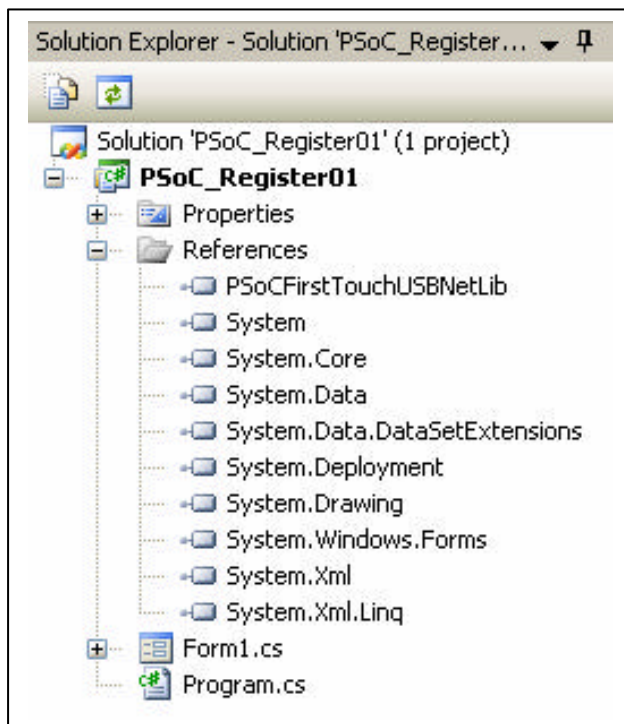 Solution Explorer - Solution 'PSoC_Register...
Solution 'PSoC_Register01' (1 project)
PSoC_Register01
Properties
References
PSoCFirstTouchUSBNetLib
System
System.Core
System.Data
System.Data.DataSetExtensions
System.Deployment
System.Drawing
System.Windows.Forms
System.Xml
System.Xml.Linq
Form1.cs
Program.cs